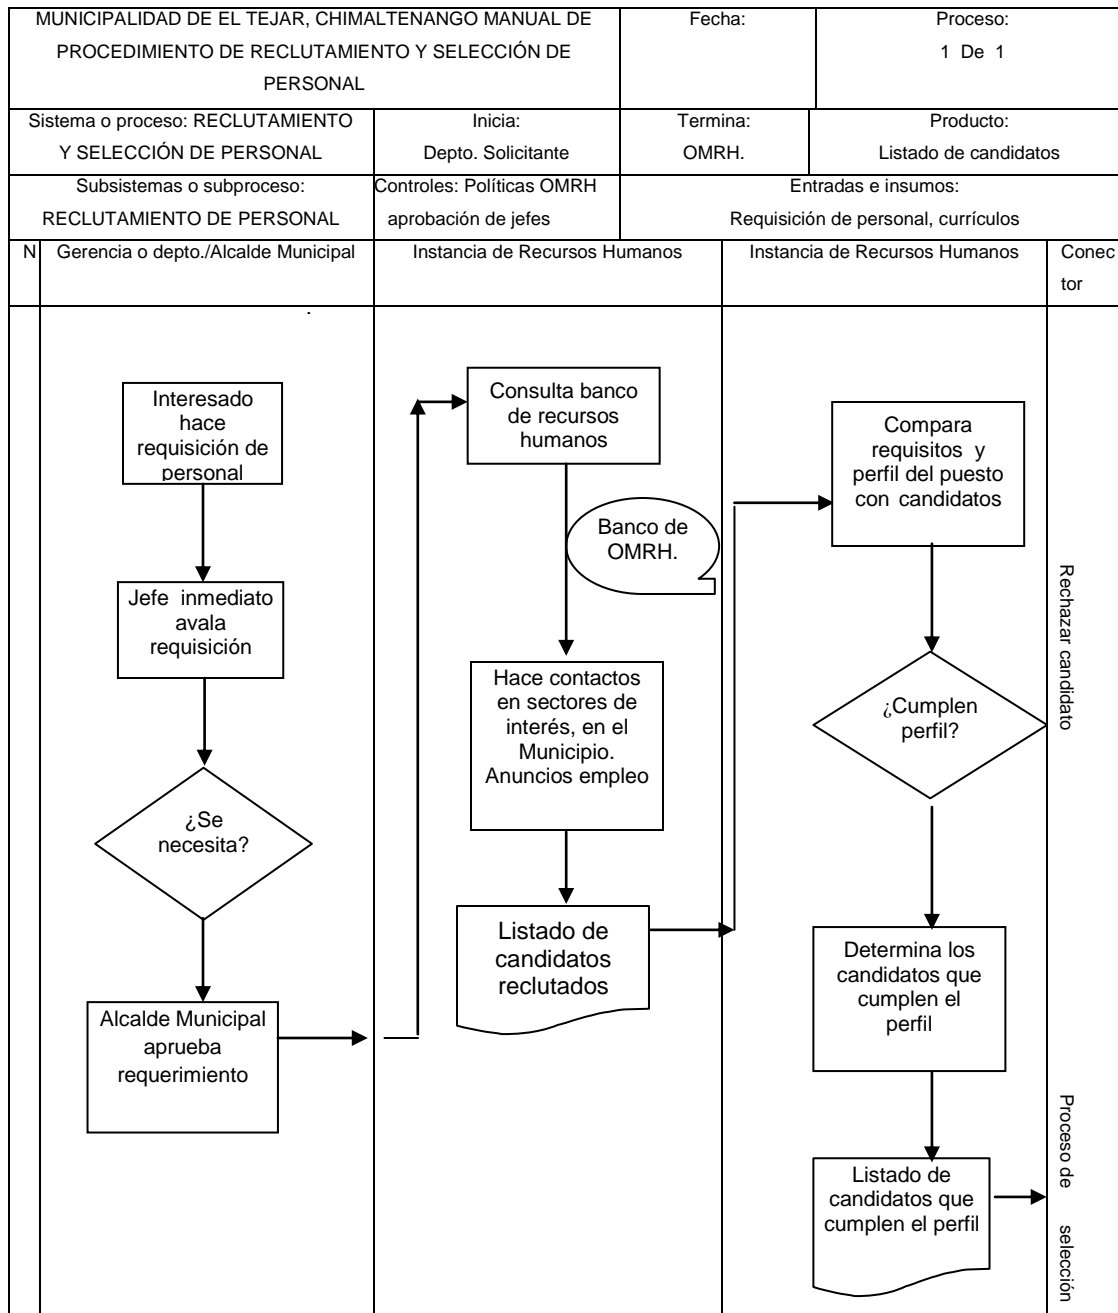 MUNICIPALIDAD DE EL TEJAR, CHIMALTENANGO MANUAL DE
PROCEDIMIENTO DE RECLUTAMIENTO Y SELECCIÓN DE
PERSONAL
Fecha:
Proceso:
1 De 1
Sistema o proceso: RECLUTAMIENTO
Y SELECCIÓN DE PERSONAL
Inicia:
Depto. Solicitante
Termina:
OMRH.
Producto:
Listado de candidatos
Subsistemas o subproceso:
RECLUTAMIENTO DE PERSONAL
Controles: Políticas OMRH
aprobación de jefes
Entradas e insumos:
Requisición de personal, currículos
N
Gerencia o depto./Alcalde Municipal
Instancia de Recursos Humanos
Instancia de Recursos Humanos
Conec
tor
.
Interesado
hace
requisición de
personal
Jefe inmediato
avala
requisición
¿Se
necesita?
Alcalde Municipal
aprueba
requerimiento
Consulta banco
de recursos
humanos
Banco de
OMRH.
Hace contactos
en sectores de
interés, en el
Municipio.
Anuncios empleo
Listado de
candidatos
reclutados
Compara
requisitos y
perfil del puesto
con candidatos
¿Cumplen
perfil?
Determina los
candidatos que
cumplen el
perfil
Listado de
candidatos que
cumplen el perfil
Rechazar candidato
Proceso de selección